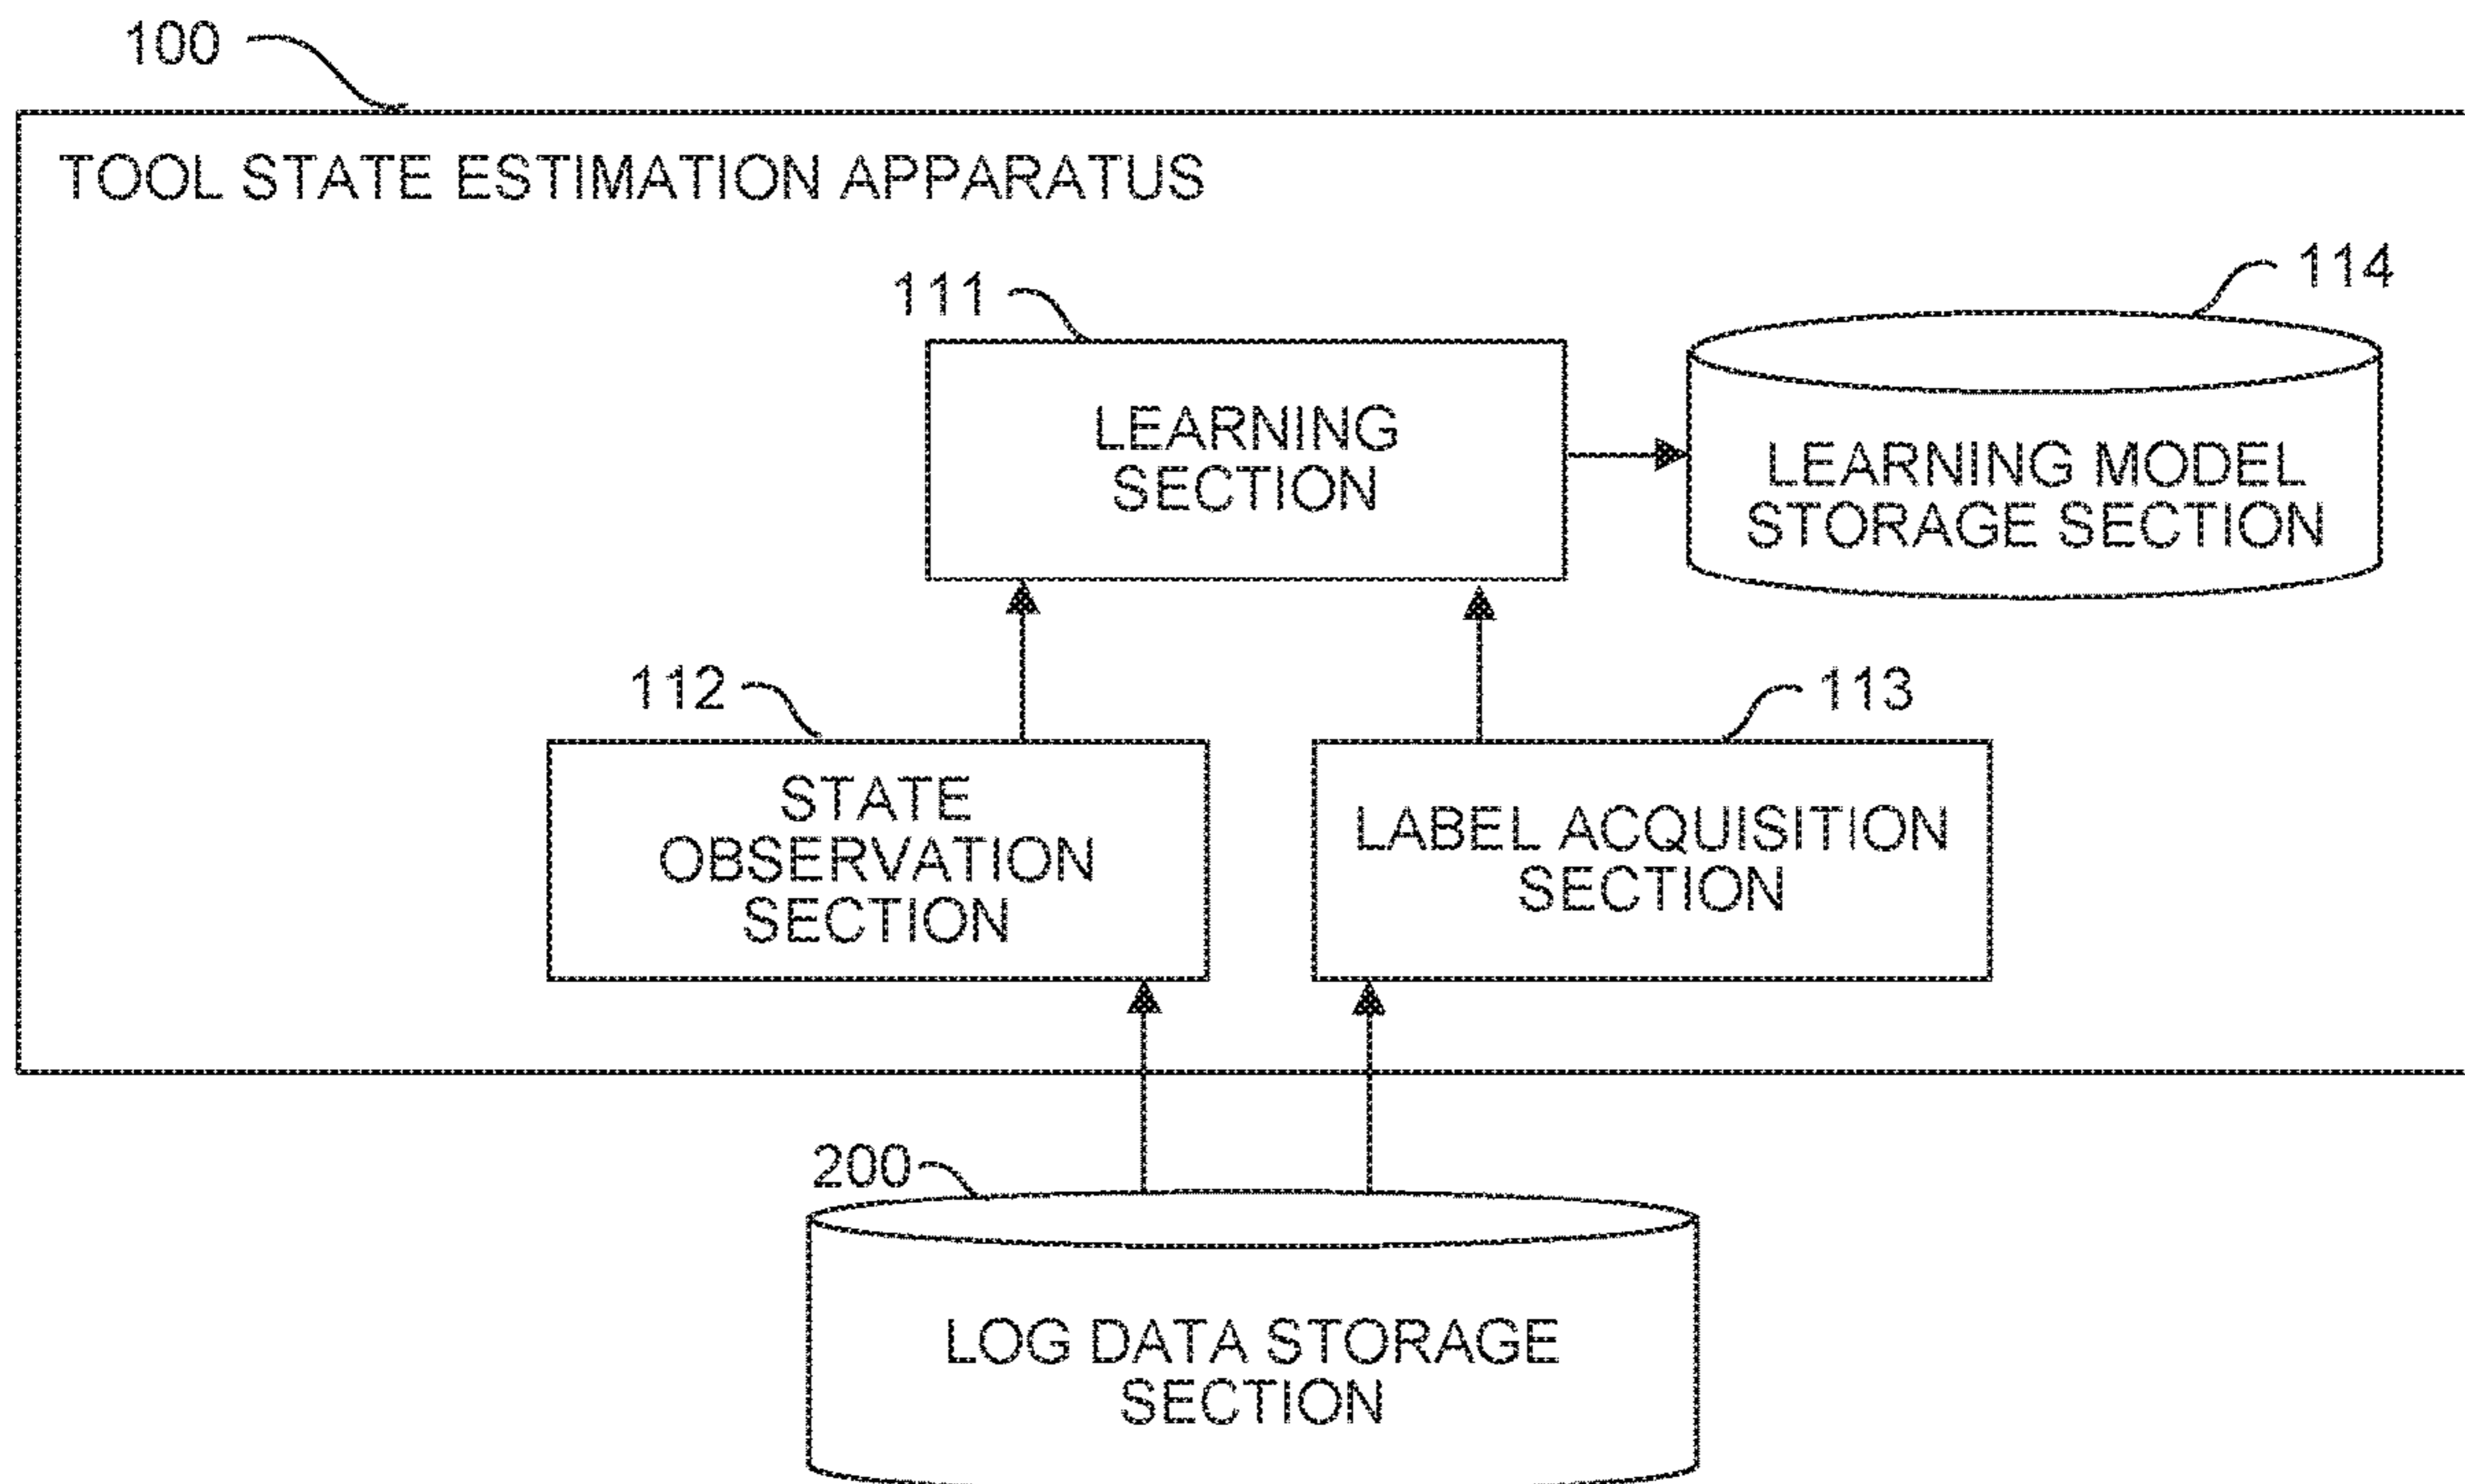 100
TOOL STATE ESTIMATION APPARATUS
111
114
LEARNING
SECTION
LEARNING MODEL
STORAGE SECTION
112
113
STATE
OBSERVATION
SECTION
LABEL ACQUISITION
SECTION
200
LOG DATA STORAGE
SECTION